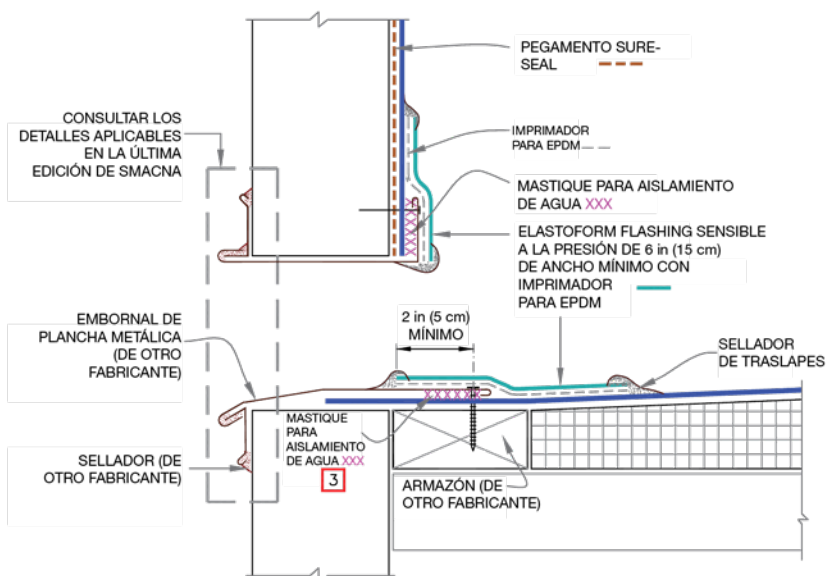 PEGAMENTO SURE-
SEAL
CONSULTAR LOS
DETALLES APLICABLES
EN LA ÚLTIMA
EDICIÓN DE SMACNA
IMPRIMADOR
PARA EPDM
MASTIQUE PARA AISLAMIENTO
DE AGUA XXX
ELASTOFORM FLASHING SENSIBLE
A LA PRESIÓN DE 6 in (15 cm)
DE ANCHO MÍNIMO CON
IMPRIMADOR
PARA EPDM
2 in (5 cm)
MÍNIMO
EMBORNAL DE
PLANCHA METÁLICA
(DE OTRO
FABRICANTE)
SELLADOR
DE TRASLAPES
XXXXXX
MASTIQUE
PARA
AISLAMIENTO
DE AGUA XXX
3
SELLADOR (DE
OTRO FABRICANTE)
ARMAZÓN (DE
OTRO FABRICANTE)